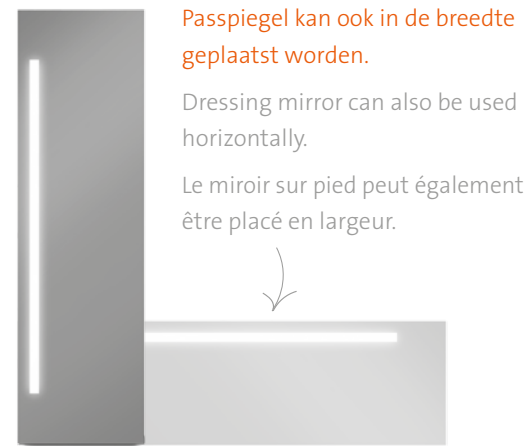 Passpiegel kan ook in de breedte
geplaatst worden.
Dressing mirror can also be used
horizontally.
Le miroir sur pied peut également
être placé en largeur.